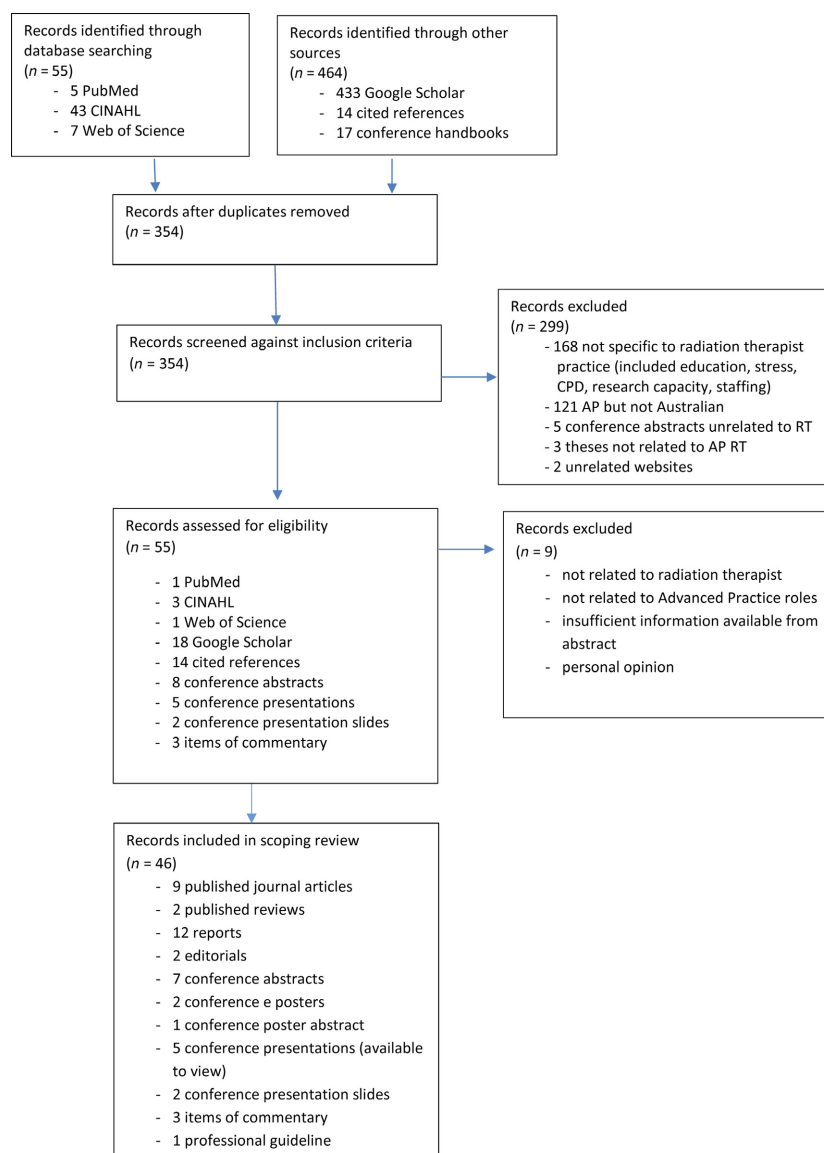 Records identified through
database searching
(n = 55)
- 5 PubMed
- 43 CINAHL
- 7 Web of Science
Records identified through other
sources
(n = 464)
- 433 Google Scholar
- 14 cited references
- 17 conference handbooks
Records after duplicates removed
(n = 354)
Records screened against inclusion criteria
(n = 354)
Records excluded
(n = 299)
- 168 not specific to radiation therapist
practice (included education, stress,
CPD, research capacity, staffing)
- 121 AP but not Australian
- 5 conference abstracts unrelated to RT
- 3 theses not related to AP RT
- 2 unrelated websites
Records assessed for eligibility
(n = 55)
- 1 PubMed
- 3 CINAHL
- 1 Web of Science
- 18 Google Scholar
- 14 cited references
- 8 conference abstracts
- 5 conference presentations
- 2 conference presentation slides
- 3 items of commentary
Records excluded
(n = 9)
- not related to radiation therapist
- not related to Advanced Practice roles
- insufficient information available from
abstract
- personal opinion
Records included in scoping review
(n = 46)
- 9 published journal articles
- 2 published reviews
- 12 reports
- 2 editorials
- 7 conference abstracts
- 2 conference e posters
- 1 conference poster abstract
- 5 conference presentations (available
to view)
- 2 conference presentation slides
- 3 items of commentary
- 1 professional guideline